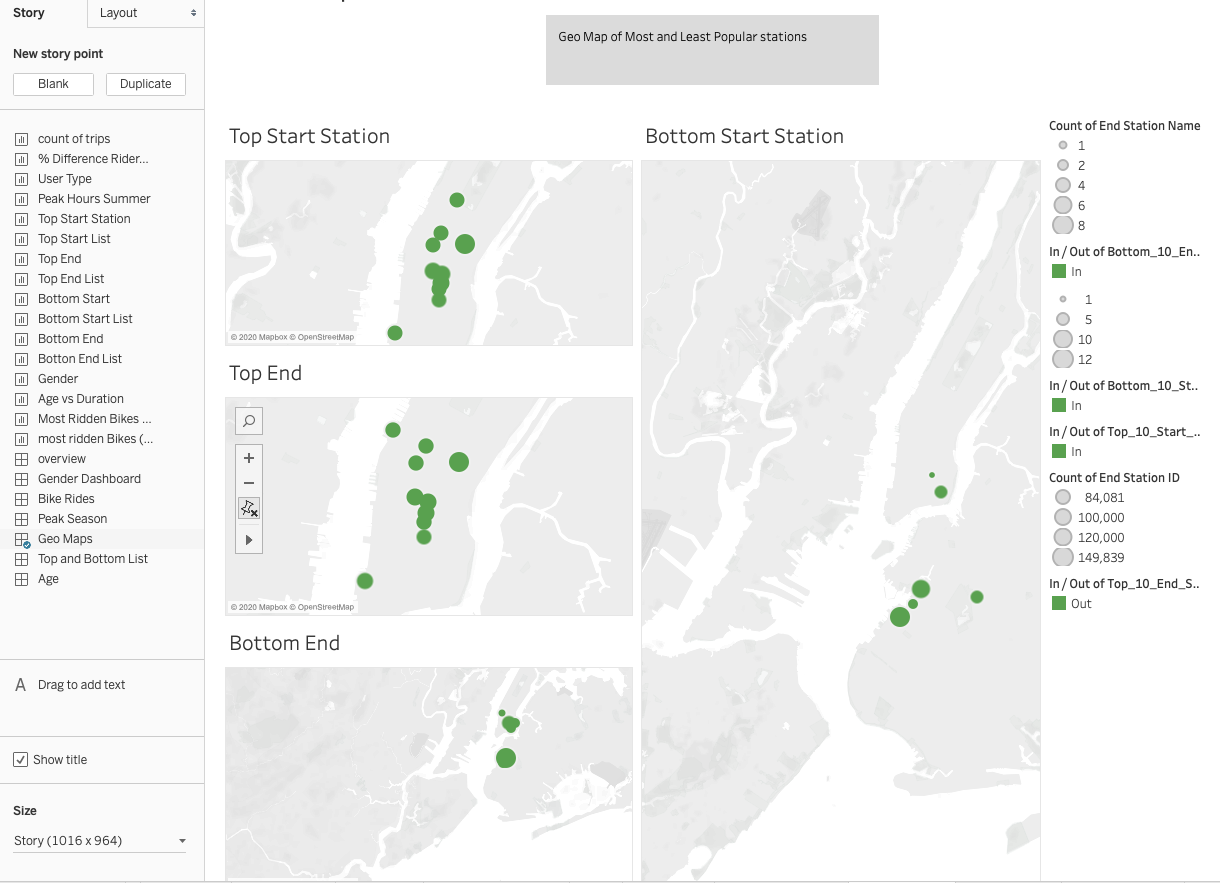 Story
Layout
New story point
Blank
Duplicate
count of trips
% Difference Rider...
User Type
Peak Hours Summer
Top Start Station
Top Start List
Top End
Top End List
Bottom Start
Bottom Start List
Bottom End
Botton End List
Gender
Age vs Duration
Most Ridden Bikes ...
most ridden Bikes (...
overview
Gender Dashboard
Bike Rides
Peak Season
Geo Maps
Top and Bottom List
Age
A Drag to add text
Show title
Size
Story (1016 x 964)
Geo Map of Most and Least Popular stations
Top Start Station
© 2020 Mapbox © OpenStreetMap
Top End
© 2020 Mapbox © OpenStreetMap
Bottom End
Bottom Start Station
Count of End Station Name
1
2
4
6
8
In / Out of Bottom_10_En..
In
1
5
10
12
In / Out of Bottom_10_St..
In
In / Out of Top_10_Start_..
In
Count of End Station ID
84,081
100,000
120,000
149,839
In / Out of Top_10_End_S..
Out